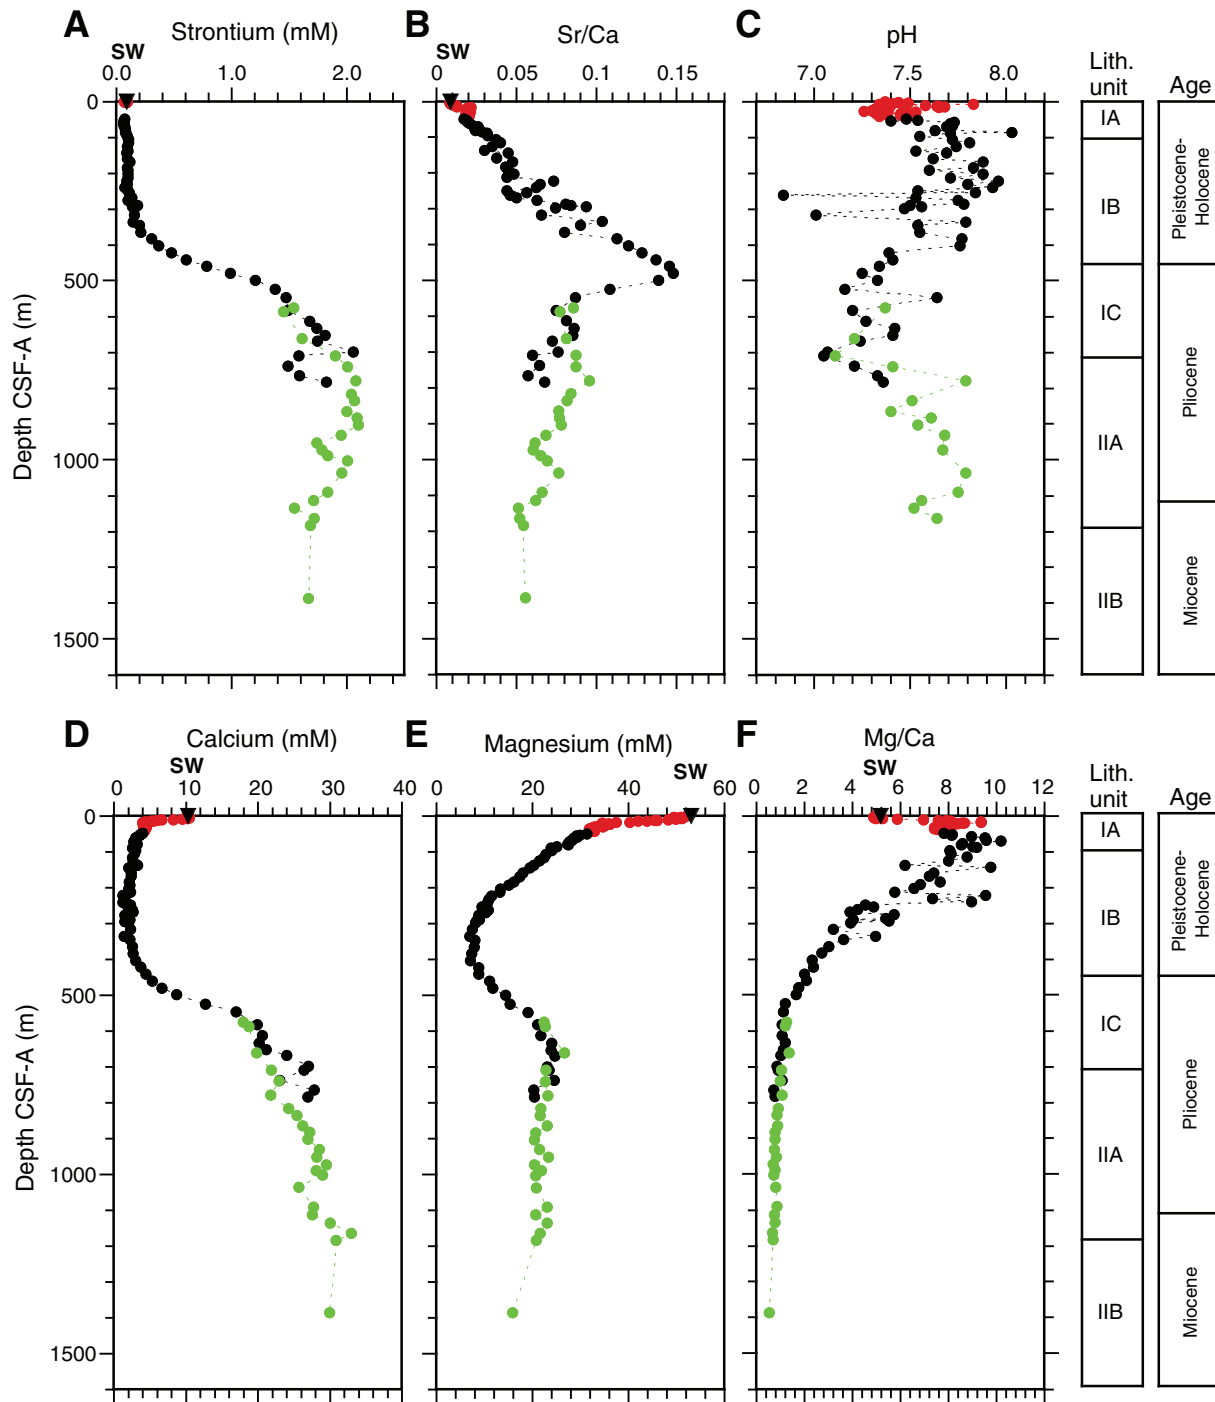 A
Strontium (mM)
SW
0.0 1.0 2.0
B
Sr/Ca
SW
0 0.05 0.1 0.15
C
pH
7.0 7.5 8.0
Lith.
unit
Age
0
500
1000
1500
Depth CSF-A (m)
IA
IB
IC
IIA
IIB
Pleistocene-
Holocene
Pliocene
Miocene
D
Calcium (mM)
SW
0 10 20 30 40
E
Magnesium (mM)
SW
0 20 40 60
F
Mg/Ca
SW
0 2 4 6 8 10 12
Lith.
unit
Age
0
500
1000
1500
Depth CSF-A (m)
IA
IB
IC
IIA
IIB
Pleistocene-
Holocene
Pliocene
Miocene